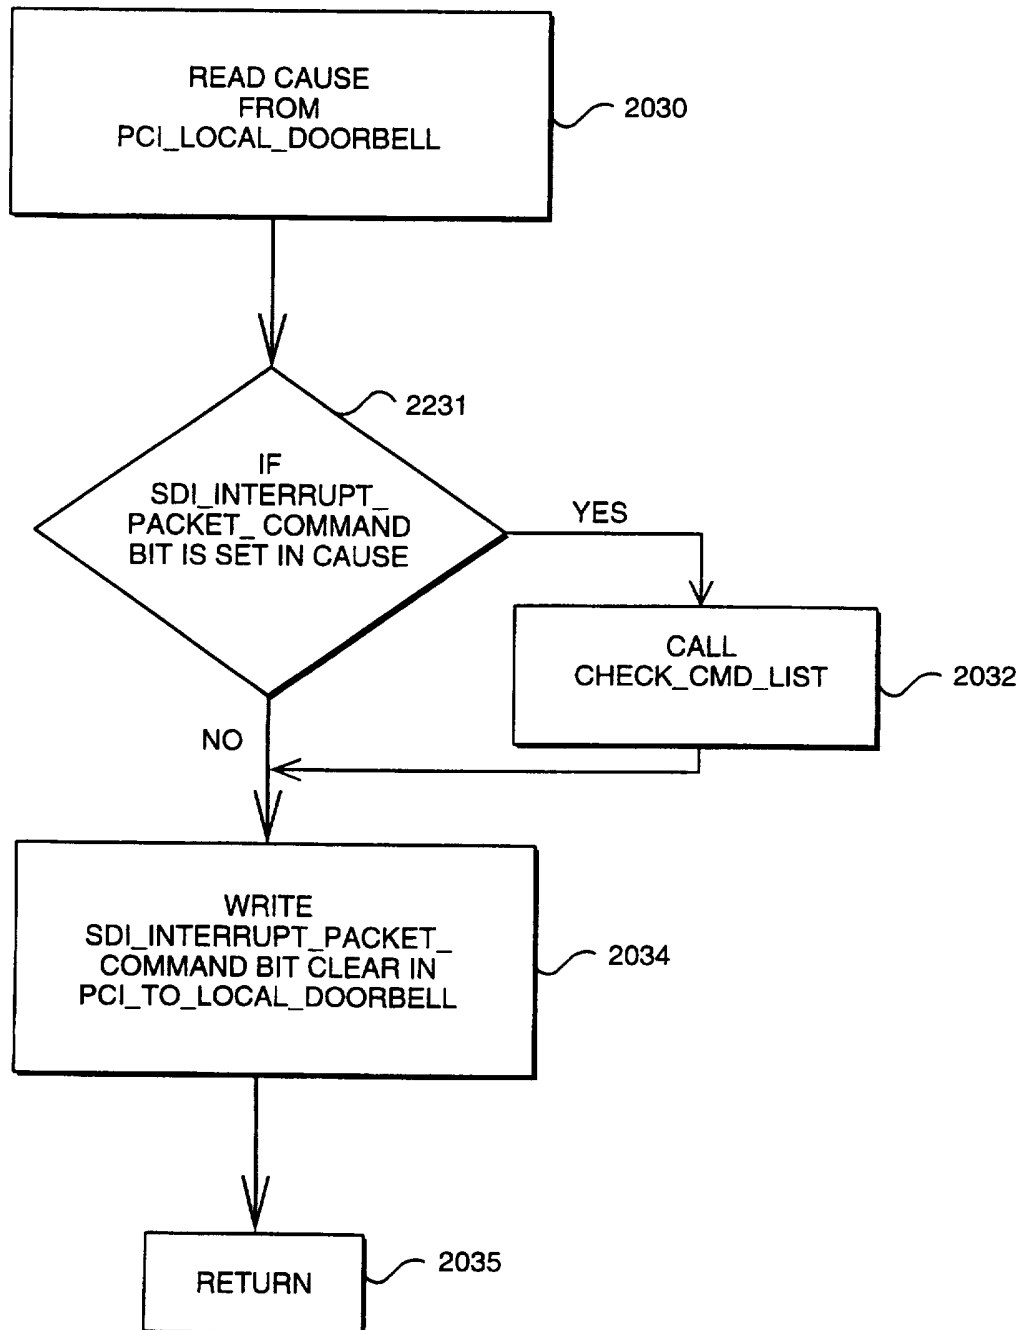 READ CAUSE
FROM
PCI_LOCAL_DOORBELL
2030
2231
IF
SDI_INTERRUPT_
PACKET_ COMMAND
BIT IS SET IN CAUSE
YES
CALL
CHECK_CMD_LIST
2032
NO
WRITE
SDI_INTERRUPT_PACKET_
COMMAND BIT CLEAR IN
PCI_TO_LOCAL_DOORBELL
2034
RETURN
2035